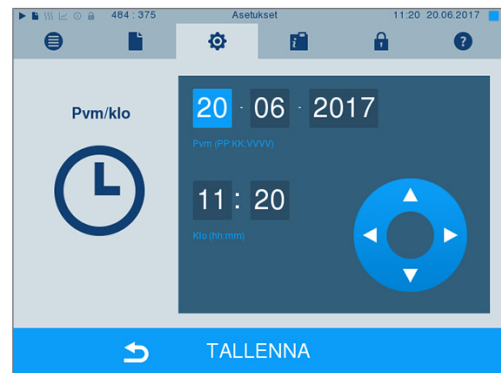 484 : 375 Asetukset 11:20 20.06.2017
Pvm/klo
20 . 06 . 2017
Pvm (PP:KK:VVVV)
11 : 20
Klo (hh:mm)
TALLENNA